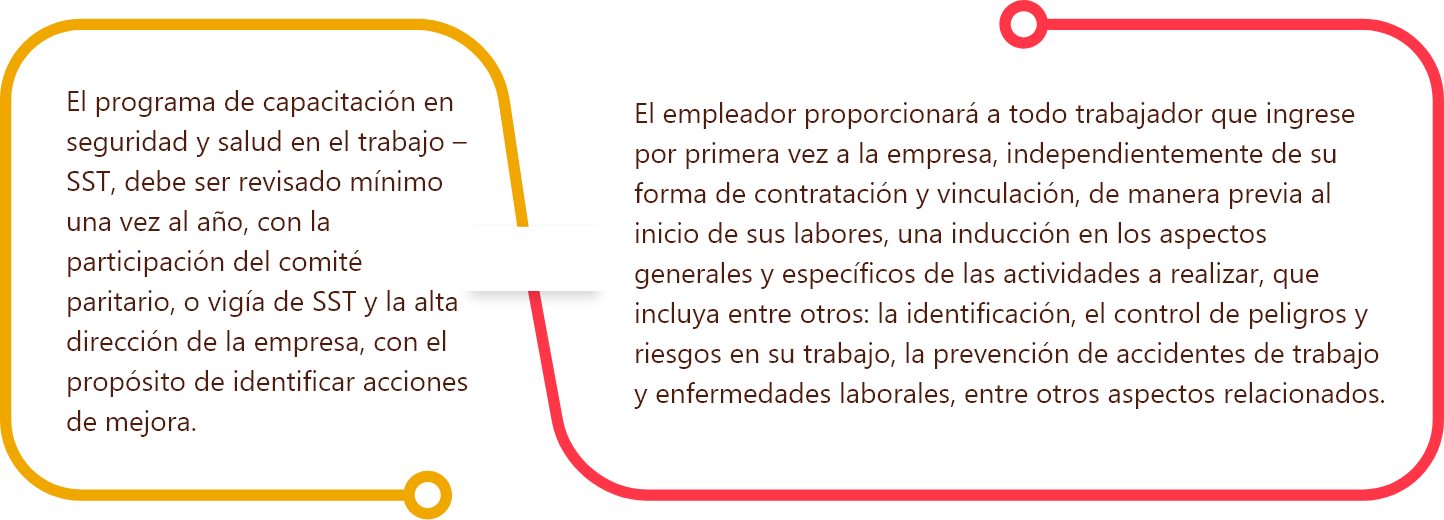 El programa de capacitación en
seguridad y salud en el trabajo –
SST, debe ser revisado mínimo
una vez al año, con la
participación del comité
paritario, o vigía de SST y la alta
dirección de la empresa, con el
propósito de identificar acciones
de mejora.
El empleador proporcionará a todo trabajador que ingrese
por primera vez a la empresa, independientemente de su
forma de contratación y vinculación, de manera previa al
inicio de sus labores, una inducción en los aspectos
generales y específicos de las actividades a realizar, que
incluya entre otros: la identificación, el control de peligros y
riesgos en su trabajo, la prevención de accidentes de trabajo
y enfermedades laborales, entre otros aspectos relacionados.